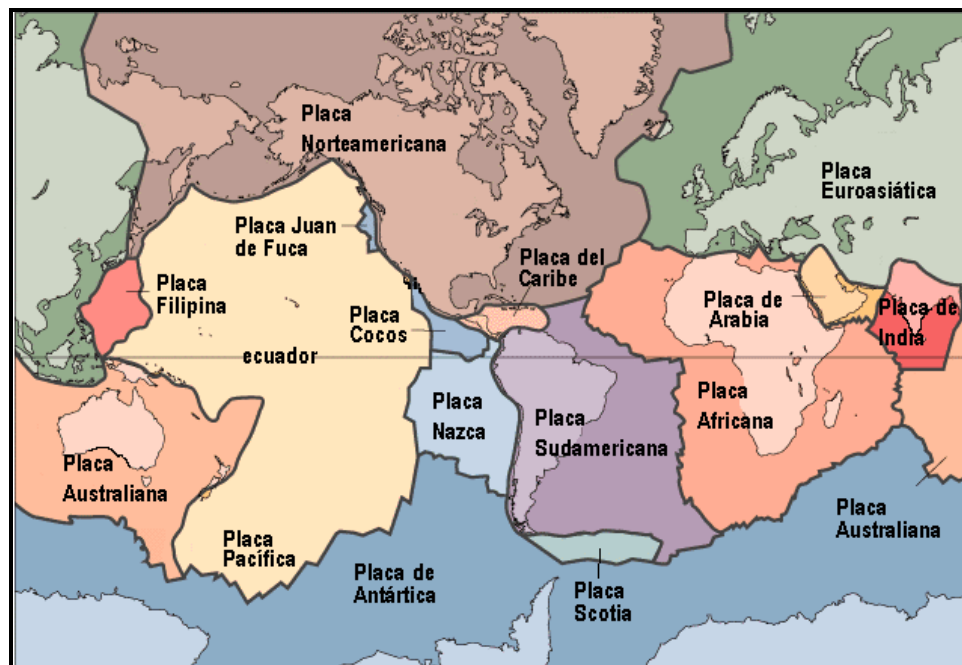 Placa
Norteamericana
Placa
Euroasiática
Placa Juan
de Fuca
Placa del
Caribe
Placa
Filipina
Placa de
Arabia
Placa de
India
Placa
Cocos
ecuador
Placa
Nazca
Placa
Sudamericana
Placa
Africana
Placa
Australiana
Placa
Australiana
Placa
Pacífica
Placa de
Antártica
Placa
Scotia